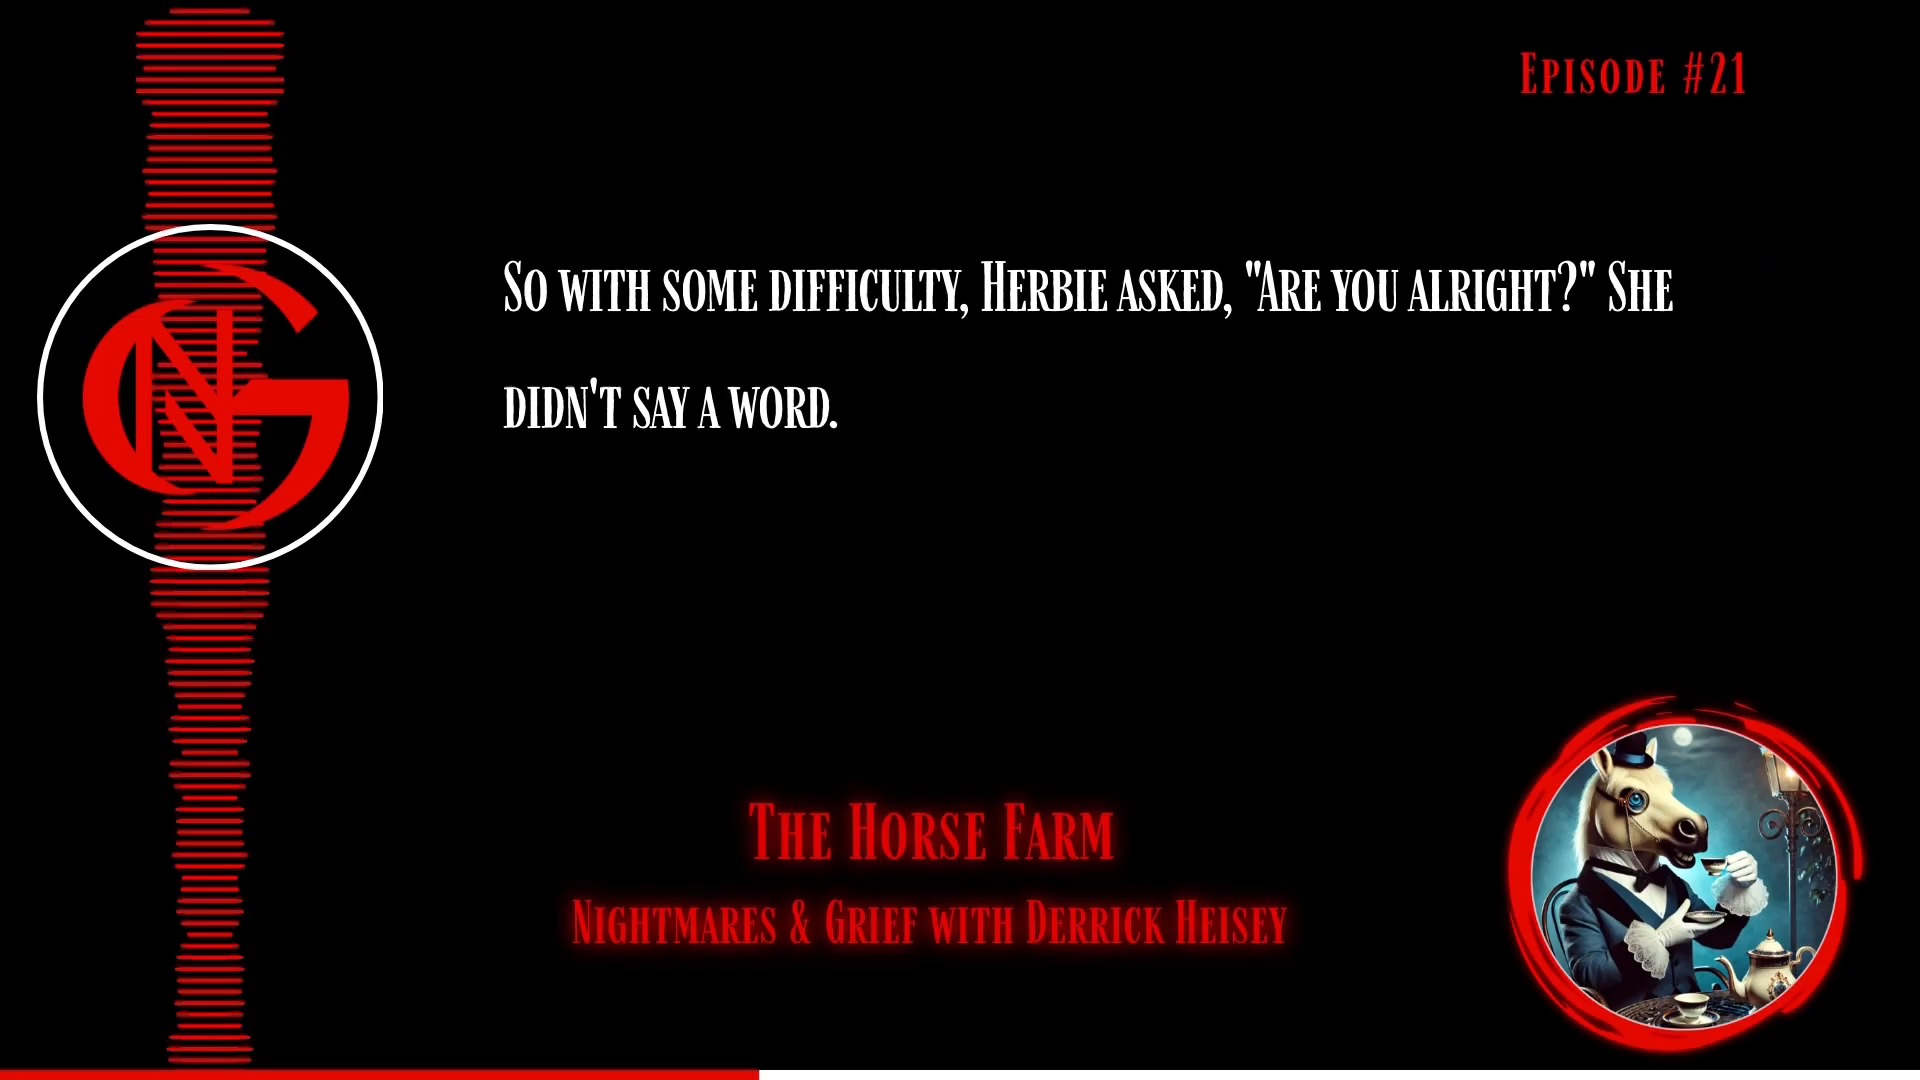 Episode #21
So with some difficulty, Herbie asked, "Are you alright?" She
didn't say a word.
NG
The Horse Farm
Nightmares & Grief with Derrick Heisey